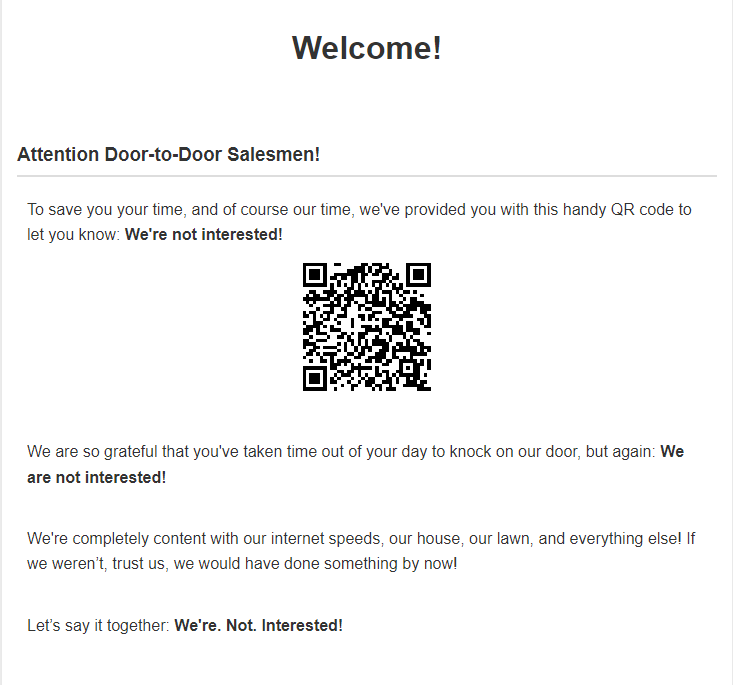 Welcome!
Attention Door-to-Door Salesmen!
To save you your time, and of course our time, we've provided you with this handy QR code to
let you know: We're not interested!
We are so grateful that you've taken time out of your day to knock on our door, but again: We
are not interested!
We're completely content with our internet speeds, our house, our lawn, and everything else! If
we weren’t, trust us, we would have done something by now!
Let’s say it together: We're. Not. Interested!